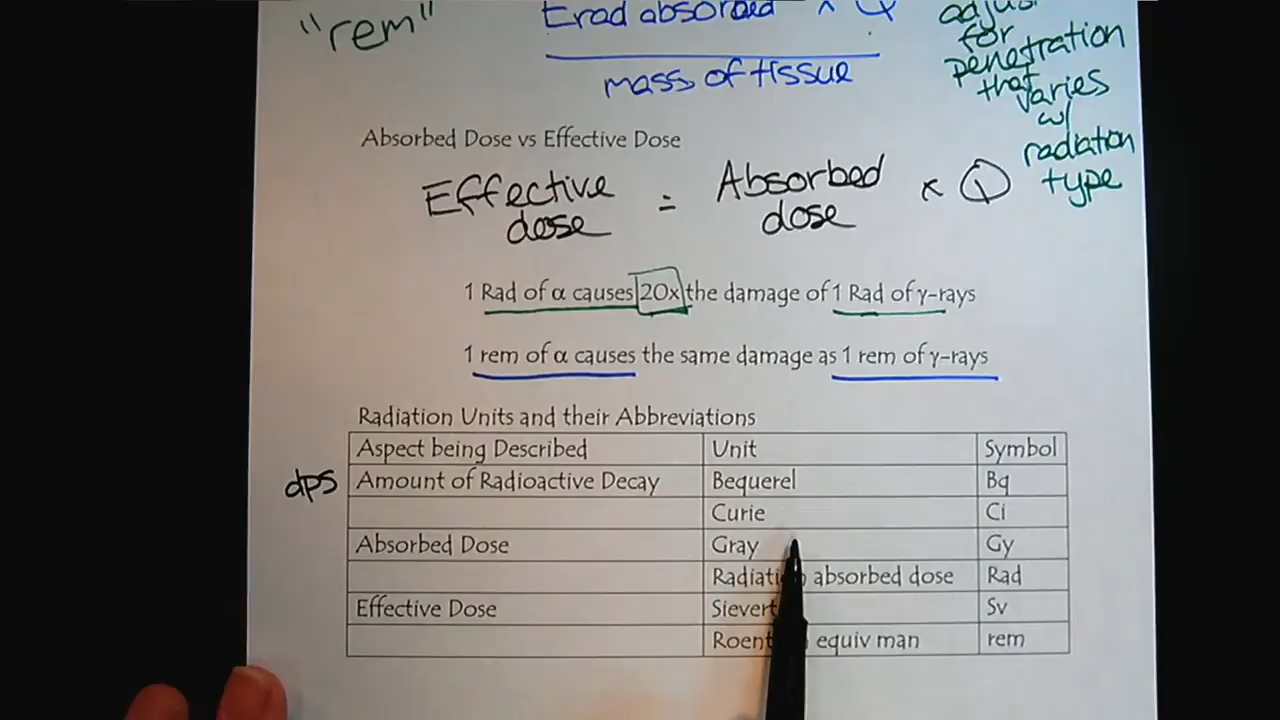 "rem"
Erad absorbed × Q
mass of tissue
for
penetration
that
varies
w/
radiation
type
Absorbed Dose vs Effective Dose
Effective dose = Absorbed dose × Q
1 Rad of α causes 20x the damage of 1 Rad of γ-rays
1 rem of α causes the same damage as 1 rem of γ-rays
Radiation Units and their Abbreviations
Aspect being Described Unit Symbol
dps Amount of Radioactive Decay Bequerel Bq
Curie Ci
Absorbed Dose Gray Gy
absorbed dose Rad
Effective Dose Sievert Sv
equiv man rem